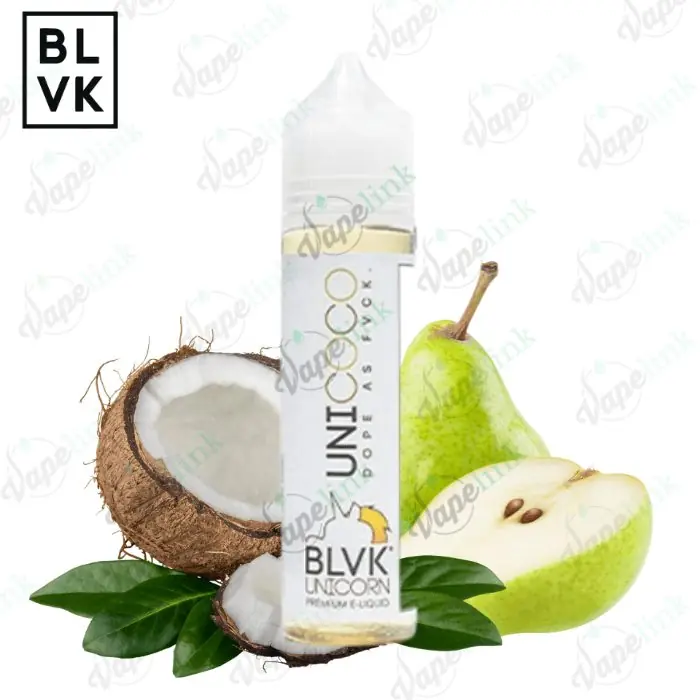 BL
VK
UNICOCO
DOPE AS FVCK.
BLVK®
UNICORN
PREMIUM E-LIQUID
Vapelink